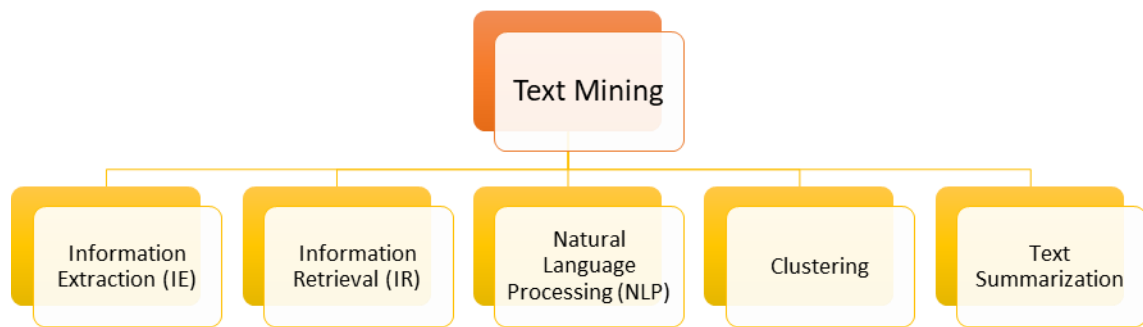 Text Mining
Information
Extraction (IE)
Information
Retrieval (IR)
Natural
Language
Processing (NLP)
Clustering
Text
Summarization